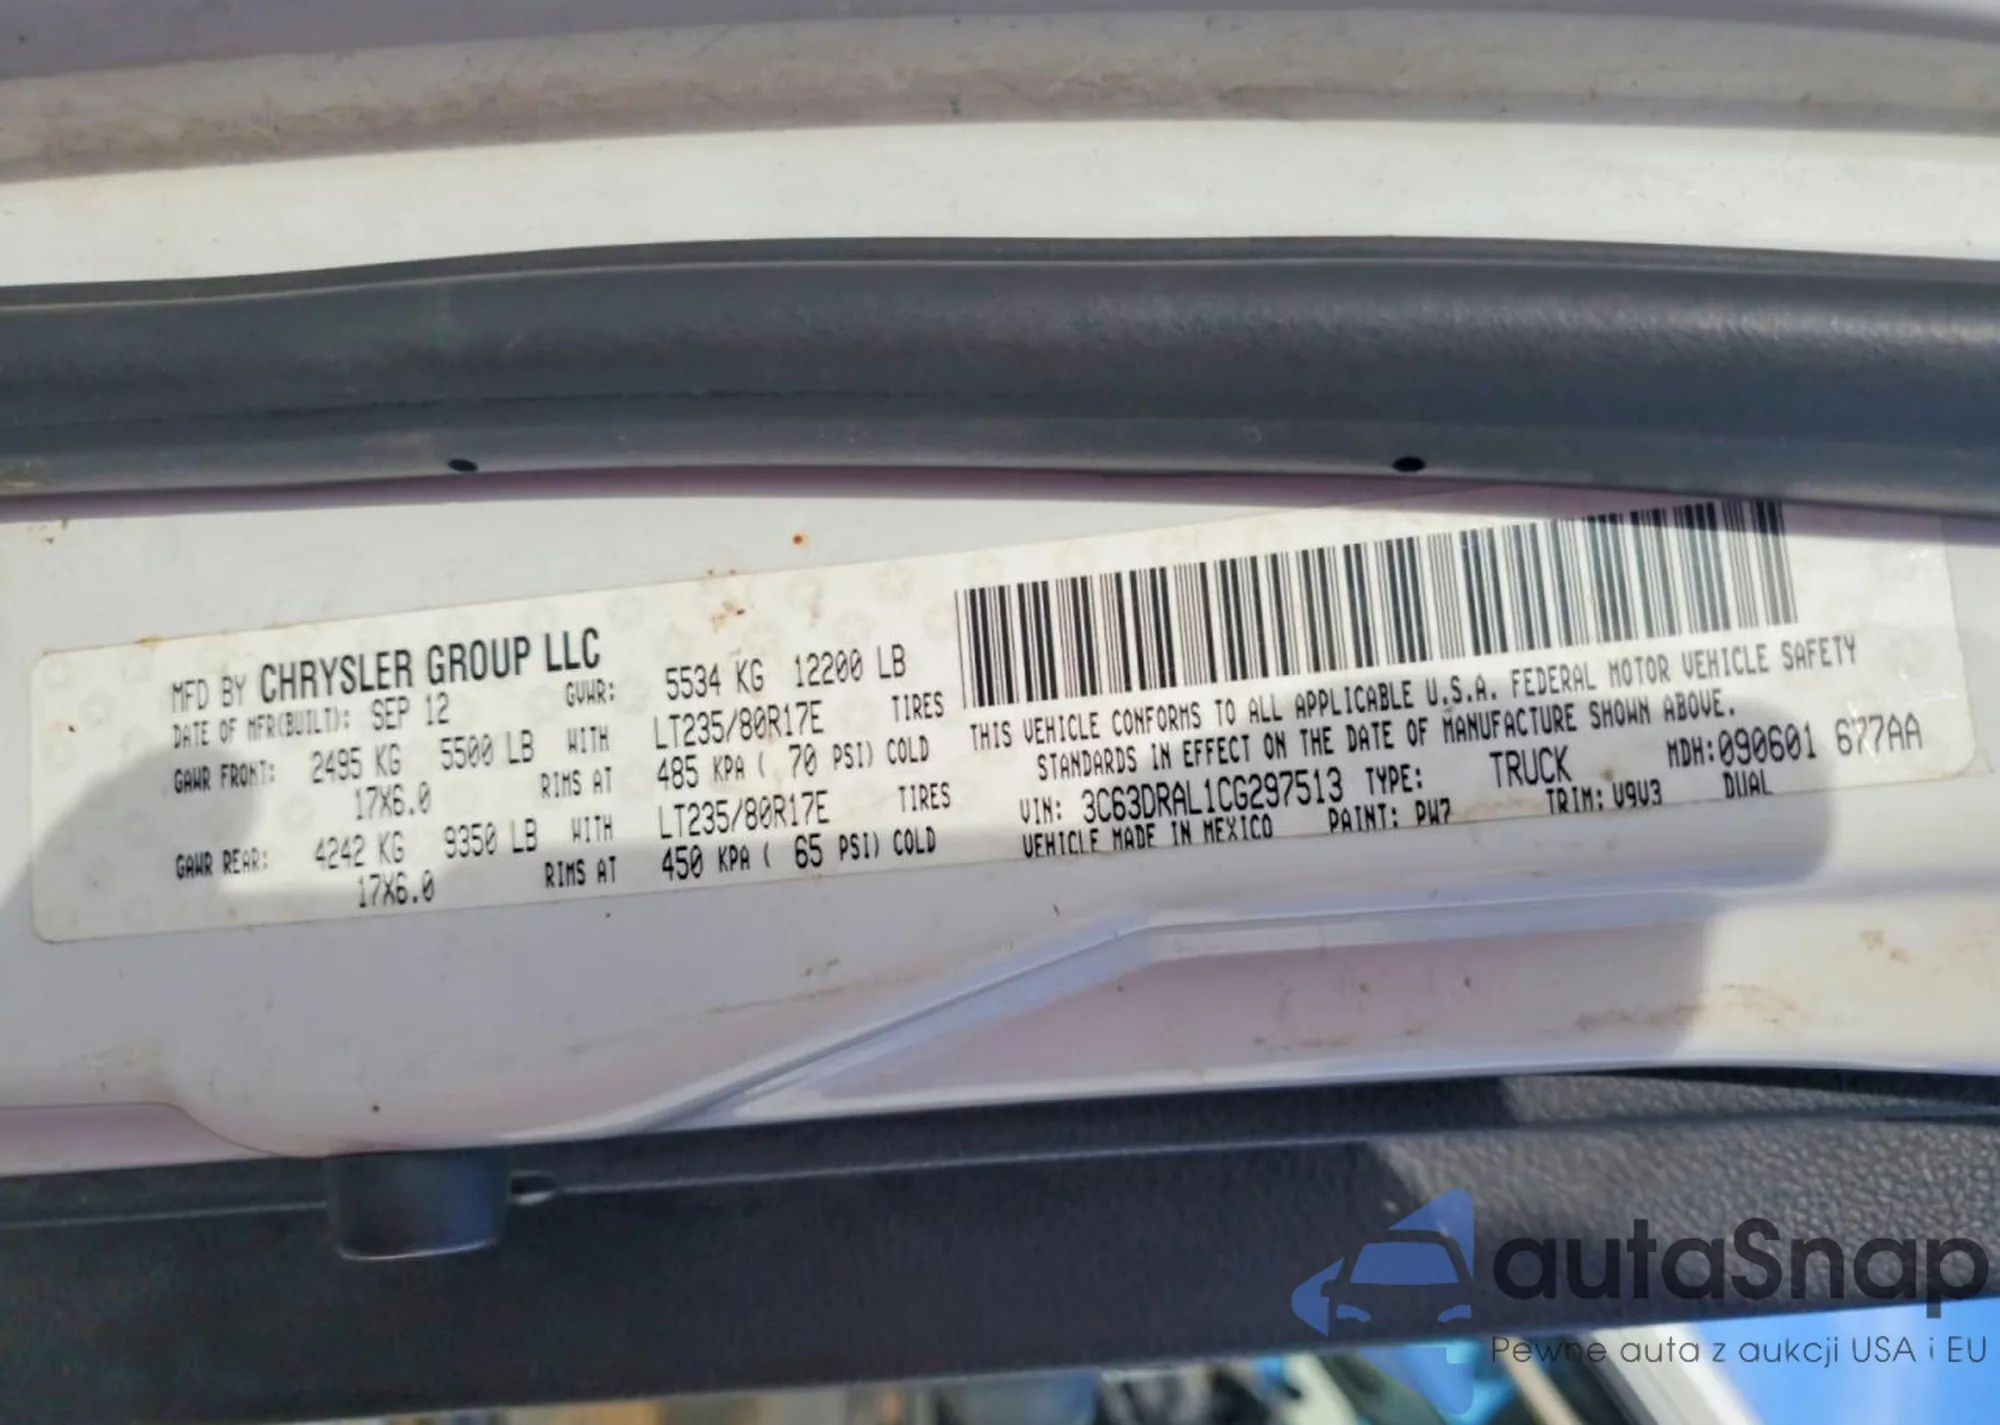 MFD BY CHRYSLER GROUP LLC
DATE OF MFR(BUILT): SEP 12 GVWR: 5534 KG 12200 LB
GAWR FRONT: 2495 KG 5500 LB WITH LT235/80R17E TIRES
17X6.0 RIMS AT 485 KPA ( 70 PSI) COLD
GAWR REAR: 4242 KG 9350 LB WITH LT235/80R17E TIRES
17X6.0 RIMS AT 450 KPA ( 65 PSI) COLD
THIS VEHICLE CONFORMS TO ALL APPLICABLE U.S.A. FEDERAL MOTOR VEHICLE SAFETY
STANDARDS IN EFFECT ON THE DATE OF MANUFACTURE SHOWN ABOVE.
VIN: 3C63DRAL1CG297513 TYPE: TRUCK MDH:090601 677AA
VEHICLE MADE IN MEXICO PAINT: PW7 TRIM: V9V3 DUAL
autaSnap
Pewne auta z aukcji USA i EU